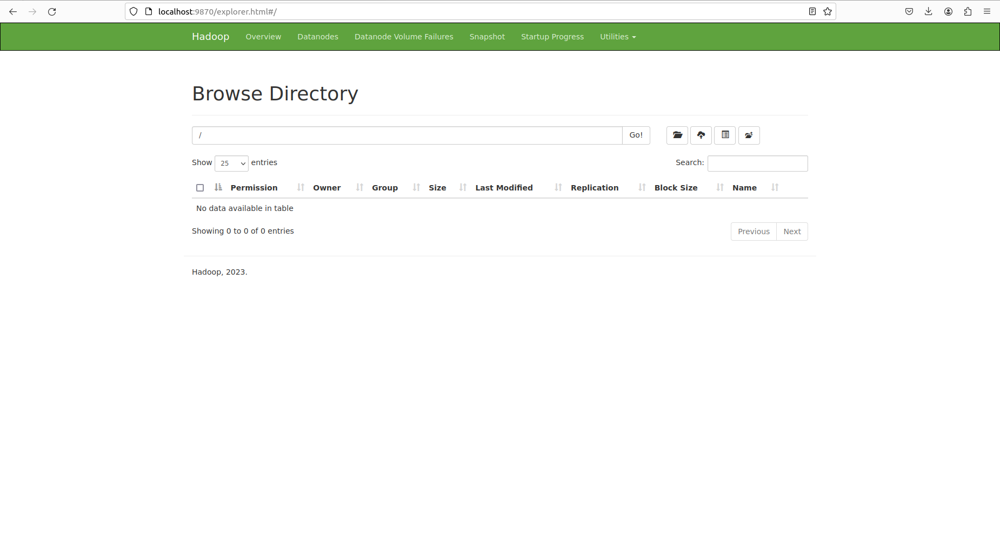 localhost:9870/explorer.html#/
Hadoop Overview Datanodes Datanode Volume Failures Snapshot Startup Progress Utilities
Browse Directory
/ Go!
Show 25 entries Search:
Permission Owner Group Size Last Modified Replication Block Size Name
No data available in table
Showing 0 to 0 of 0 entries Previous Next
Hadoop, 2023.